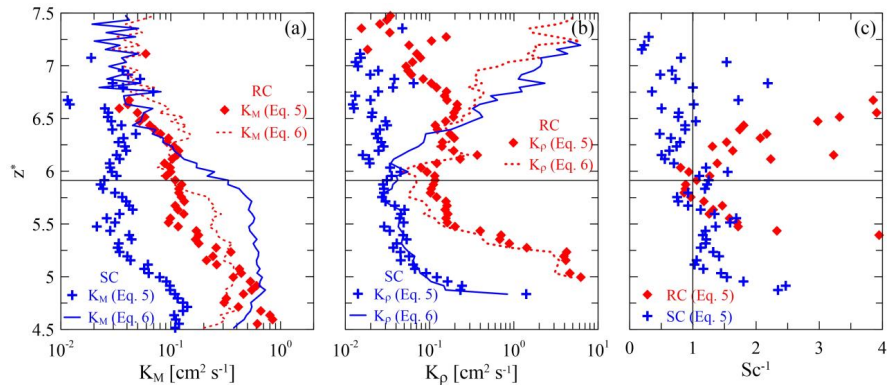 (a)
(b)
(c)
7.5
7
6.5
6
5.5
5
4.5
z*
RC
K_M (Eq. 5)
K_M (Eq. 6)
SC
K_M (Eq. 5)
K_M (Eq. 6)
10^-2
10^-1
10^0
K_M [cm^2 s^-1]
RC
K_ρ (Eq. 5)
K_ρ (Eq. 6)
SC
K_ρ (Eq. 5)
K_ρ (Eq. 6)
10^-2
10^-1
10^0
10^1
K_ρ [cm^2 s^-1]
RC (Eq. 5)
SC (Eq. 5)
0
1
2
3
4
Sc^-1